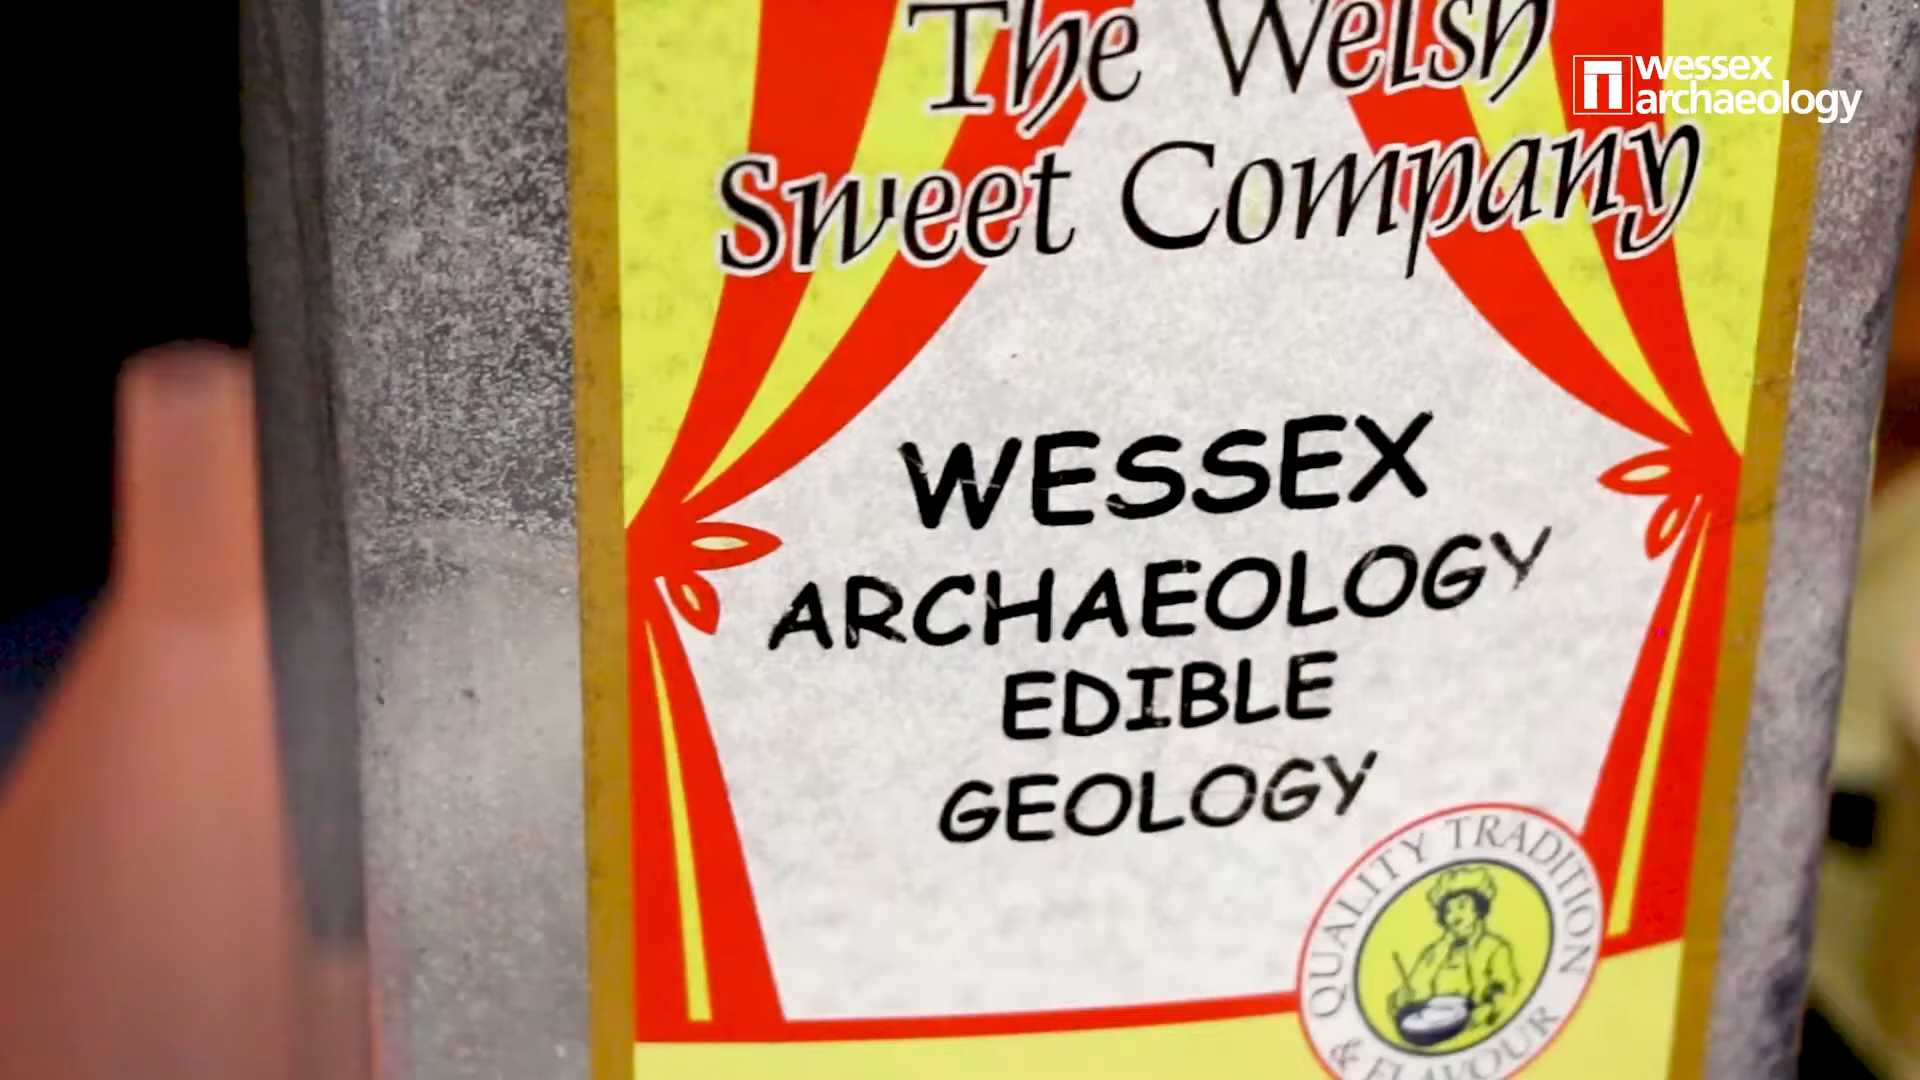 The Welsh
Sweet Company
wessex
archaeology
WESSEX
ARCHAEOLOGY
EDIBLE
GEOLOGY
QUALITY TRADITION
& FLAVOUR